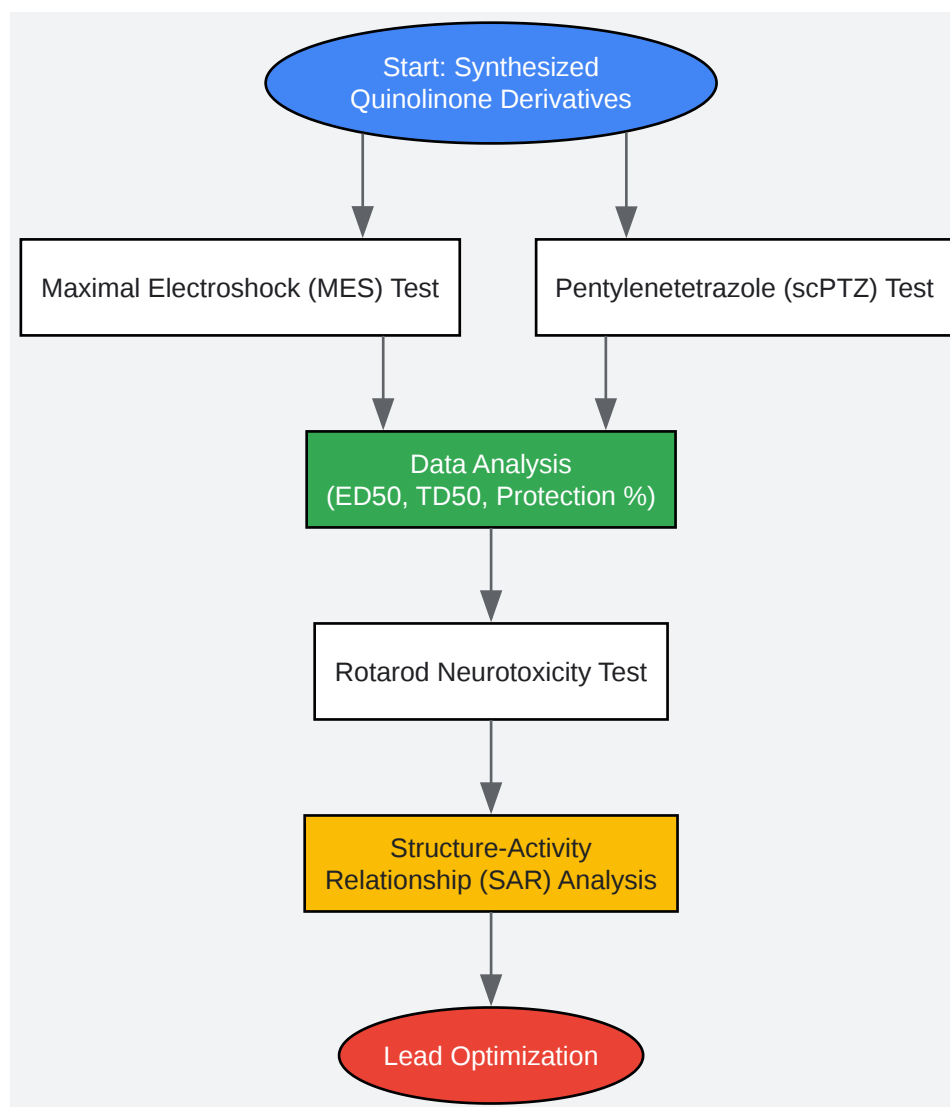 Start: Synthesized
Quinolinone Derivatives
Maximal Electroshock (MES) Test
Pentylenetetrazole (scPTZ) Test
Data Analysis
(ED50, TD50, Protection %)
Rotarod Neurotoxicity Test
Structure-Activity
Relationship (SAR) Analysis
Lead Optimization